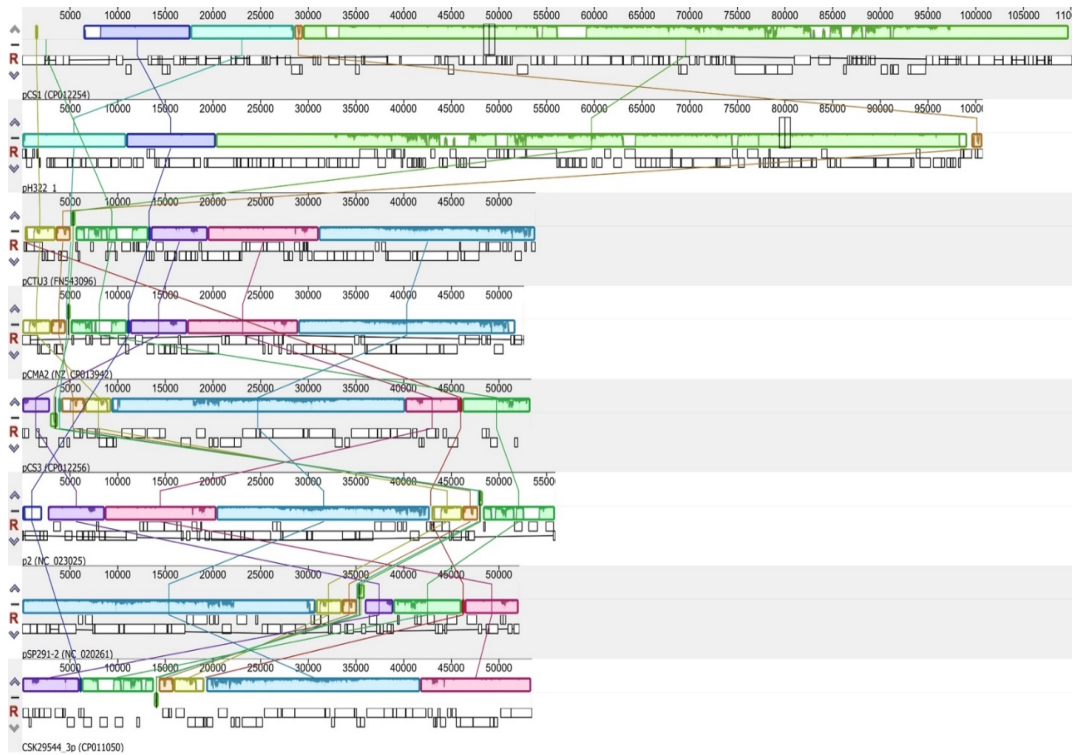 5000 10000 15000 20000 25000 30000 35000 40000 45000 50000 55000 60000 65000 70000 75000 80000 85000 90000 95000 100000 105000 110
R
pCS1 (CP012254)
5000 10000 15000 20000 25000 30000 35000 40000 45000 50000 55000 60000 65000 70000 75000 80000 85000 90000 95000 1000
R
pH322_1
5000 10000 15000 20000 25000 30000 35000 40000 45000 50000
R
pCTU3 (FN543096)
5000 10000 15000 20000 25000 30000 35000 40000 45000 50000
R
pCMA2 (NZ_CP013942)
5000 10000 15000 20000 25000 30000 35000 40000 45000 50000
R
pCS3 (CP012256)
5000 10000 15000 20000 25000 30000 35000 40000 45000 50000 5500
R
p2 (NC_023025)
5000 10000 15000 20000 25000 30000 35000 40000 45000 50000
R
pSP291-2 (NC_020261)
5000 10000 15000 20000 25000 30000 35000 40000 45000 50000
R
CSK29544_3p (CP011050)